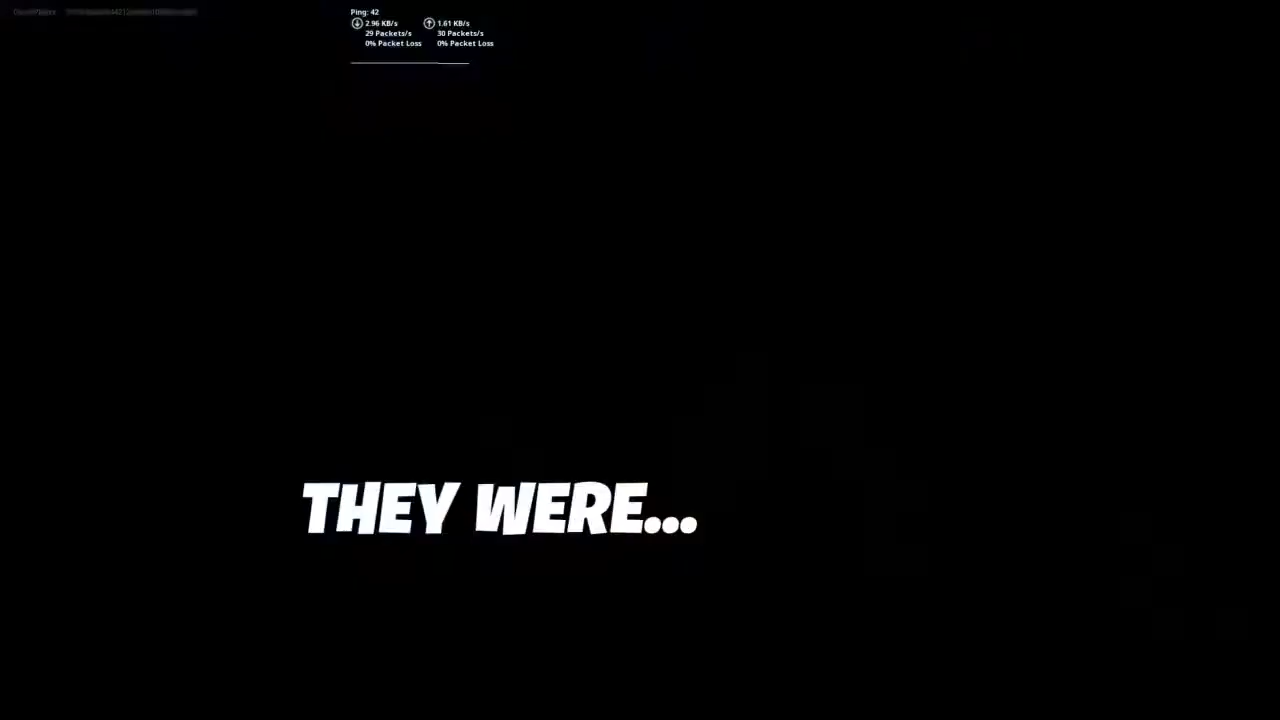 Ping: 42
2.96 KB/s 1.61 KB/s
29 Packets/s 30 Packets/s
0% Packet Loss 0% Packet Loss
THEY WERE...